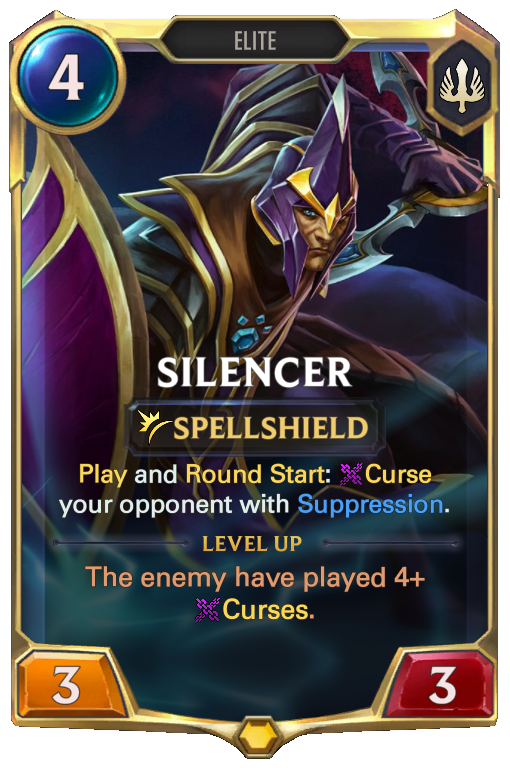 ELITE
4
SILENCER
SPELLSHIELD
Play and Round Start: Curse
your opponent with Suppression.
LEVEL UP
The enemy have played 4+
Curses.
3
3